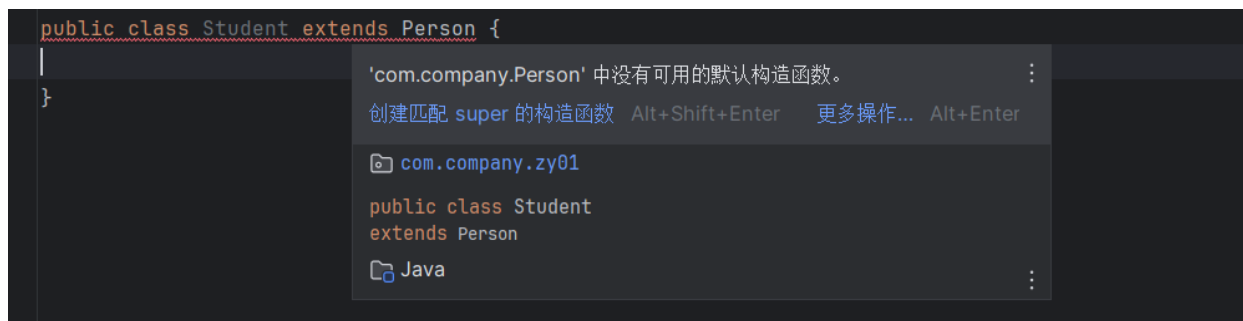 public class Student extends Person {
}
'com.company.Person' 中没有可用的默认构造函数。
创建匹配 super 的构造函数 Alt+Shift+Enter 更多操作... Alt+Enter
com.company.zy01
public class Student
extends Person
Java